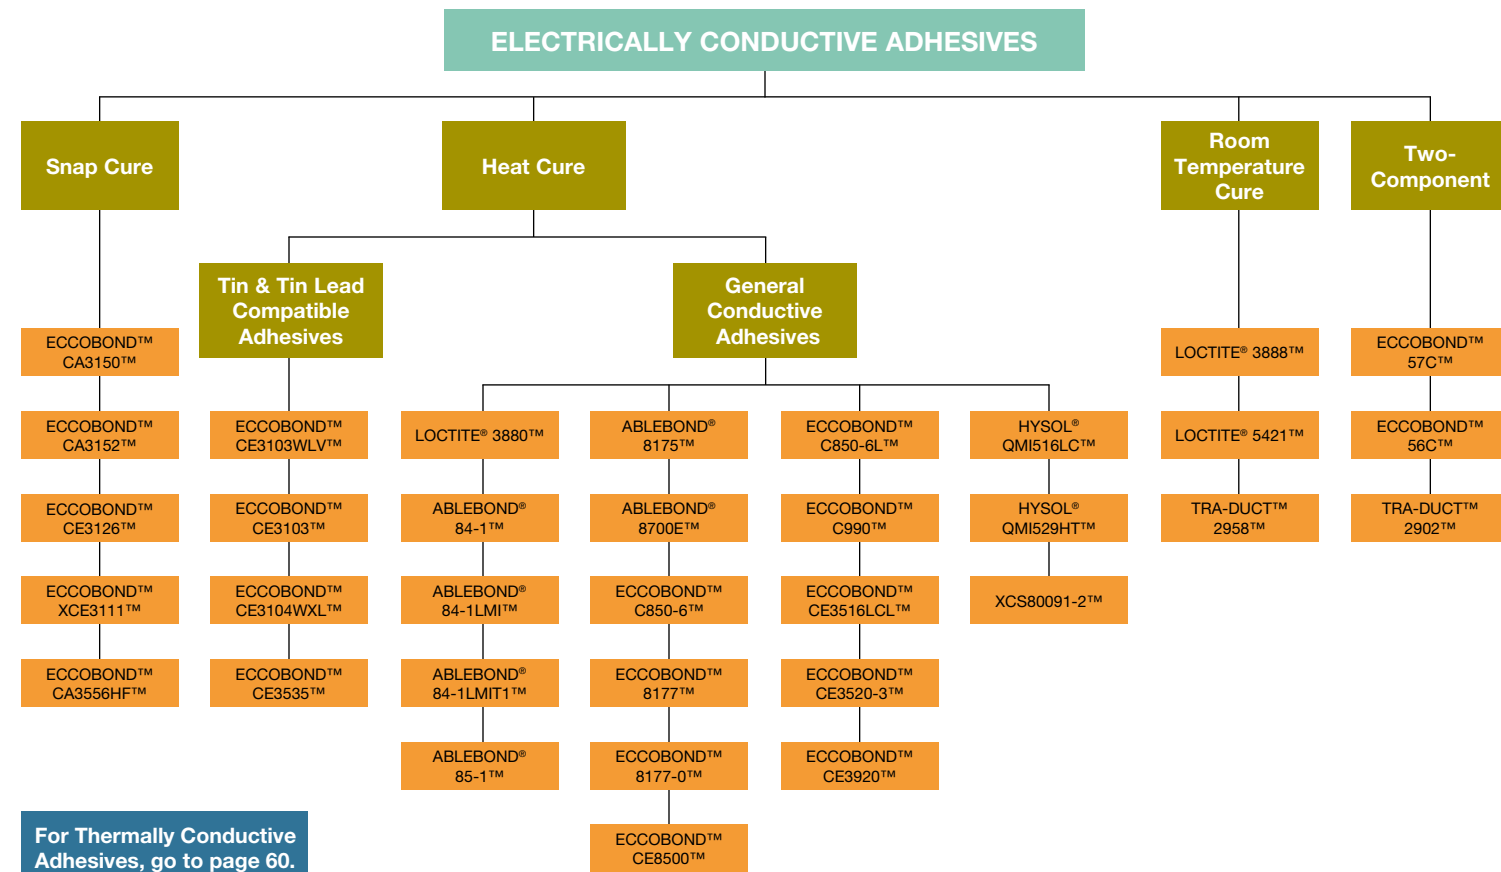 ELECTRICALLY CONDUCTIVE ADHESIVES
Snap Cure
Heat Cure
Room
Temperature
Cure
Two-
Component
Tin & Tin Lead
Compatible
Adhesives
General
Conductive
Adhesives
ECCOBOND™
CA3150™
ECCOBOND™
CA3152™
ECCOBOND™
CE3126™
ECCOBOND™
XCE3111™
ECCOBOND™
CA3556HF™
ECCOBOND™
CE3103WLV™
ECCOBOND™
CE3103™
ECCOBOND™
CE3104WXL™
ECCOBOND™
CE3535™
LOCTITE® 3880™
ABLEBOND®
84-1™
ABLEBOND®
84-1LMI™
ABLEBOND®
84-1LMIT1™
ABLEBOND®
85-1™
ABLEBOND®
8175™
ABLEBOND®
8700E™
ECCOBOND™
C850-6™
ECCOBOND™
8177™
ECCOBOND™
8177-0™
ECCOBOND™
CE8500™
ECCOBOND™
C850-6L™
ECCOBOND™
C990™
ECCOBOND™
CE3516LCL™
ECCOBOND™
CE3520-3™
ECCOBOND™
CE3920™
HYSOL®
QMI516LC™
HYSOL®
QMI529HT™
XCS80091-2™
LOCTITE® 3888™
LOCTITE® 5421™
TRA-DUCT™
2958™
ECCOBOND™
57C™
ECCOBOND™
56C™
TRA-DUCT™
2902™
For Thermally Conductive
Adhesives, go to page 60.